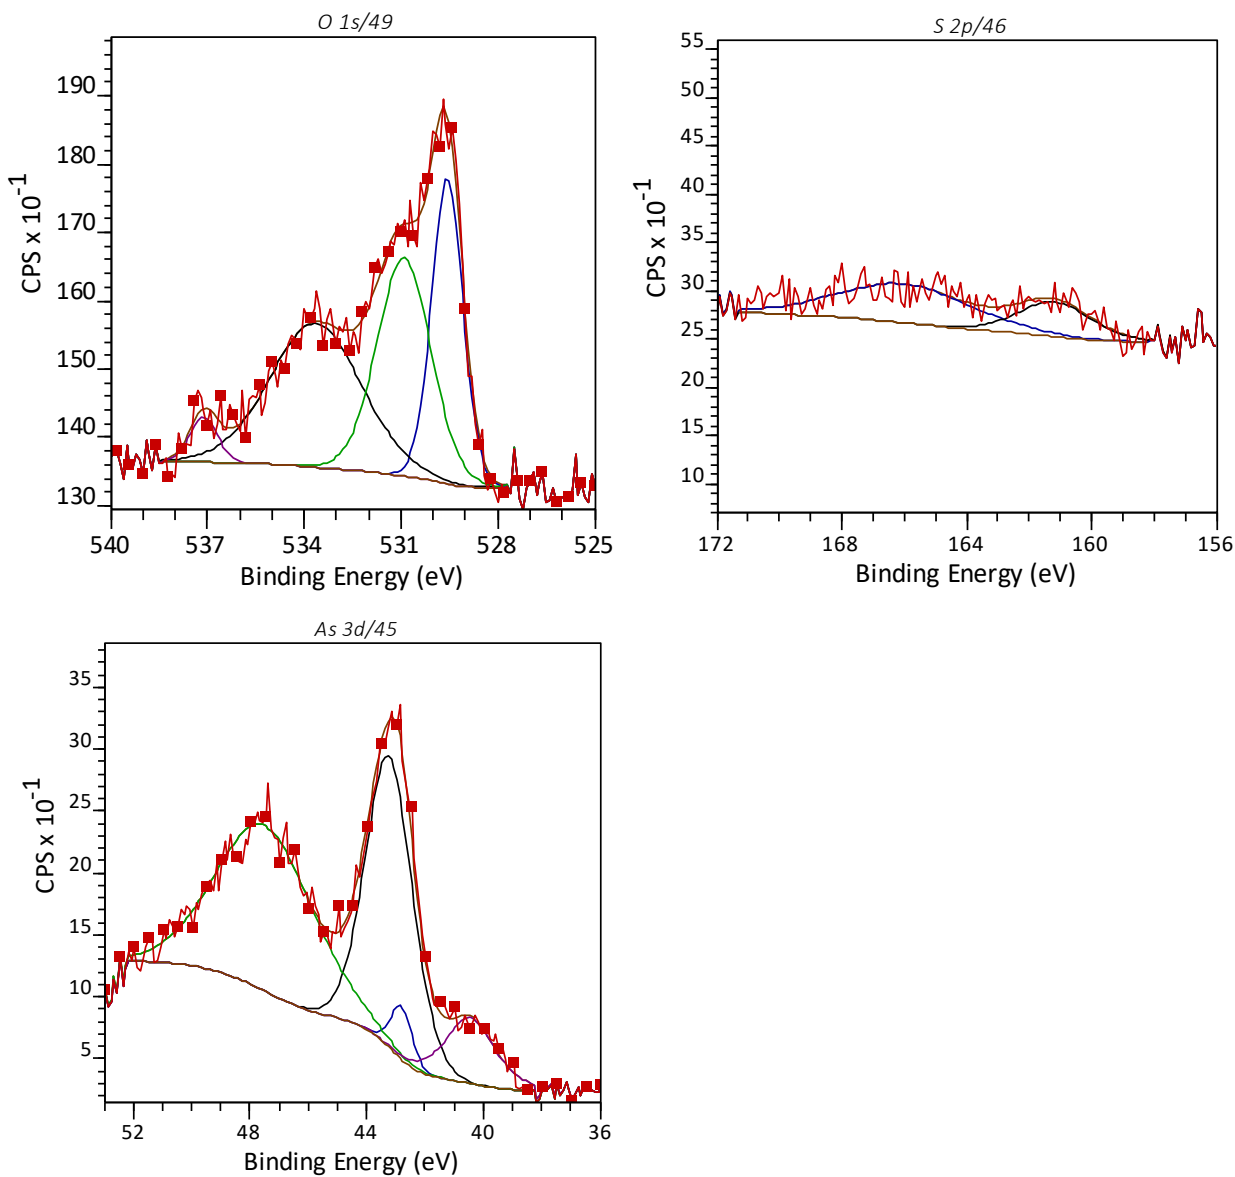 O 1s/49
CPS x 10⁻¹
190
180
170
160
150
140
130
540 537 534 531 528 525
Binding Energy (eV)
S 2p/46
CPS x 10⁻¹
55
50
45
40
35
30
25
20
15
10
172 168 164 160 156
Binding Energy (eV)
As 3d/45
CPS x 10⁻¹
35
30
25
20
15
10
5
52 48 44 40 36
Binding Energy (eV)